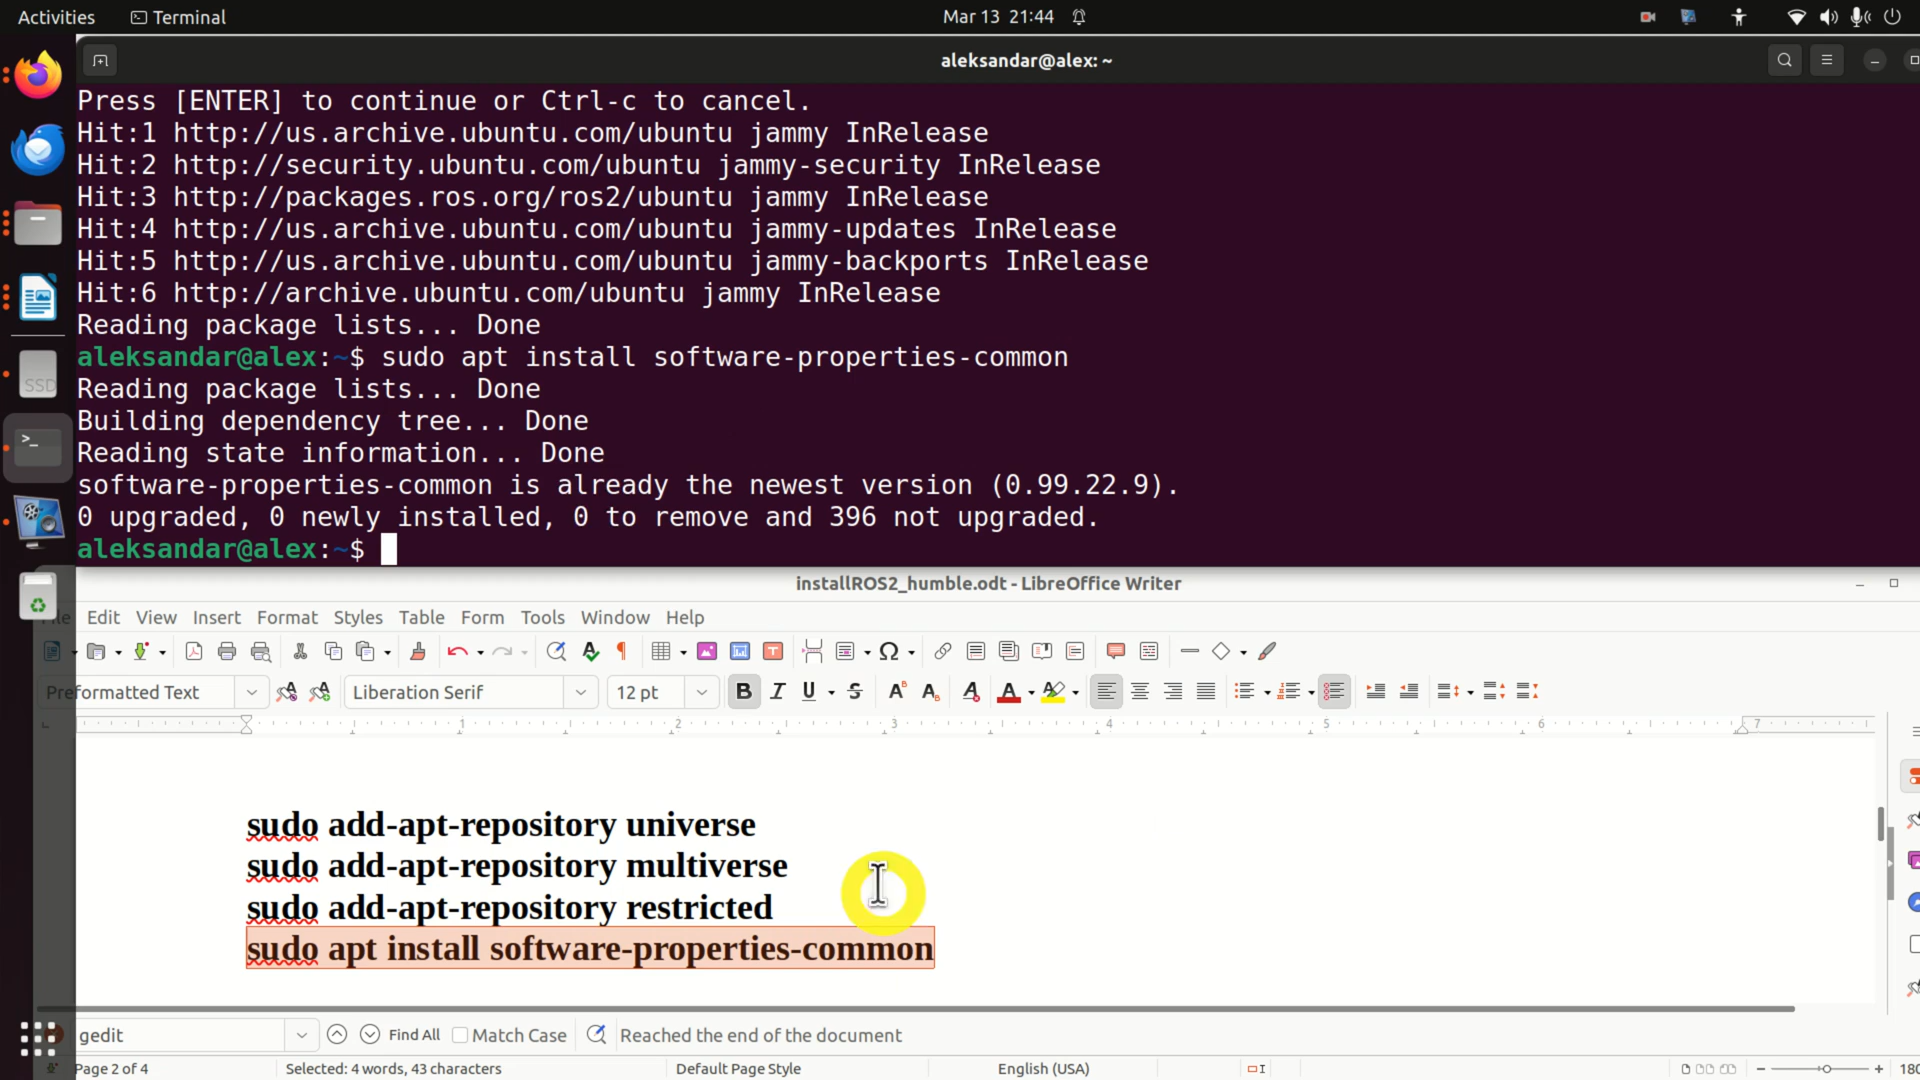 Activities Terminal Mar 13 21:44
aleksandar@alex: ~
Press [ENTER] to continue or Ctrl-c to cancel.
Hit:1 http://us.archive.ubuntu.com/ubuntu jammy InRelease
Hit:2 http://security.ubuntu.com/ubuntu jammy-security InRelease
Hit:3 http://packages.ros.org/ros2/ubuntu jammy InRelease
Hit:4 http://us.archive.ubuntu.com/ubuntu jammy-updates InRelease
Hit:5 http://us.archive.ubuntu.com/ubuntu jammy-backports InRelease
Hit:6 http://archive.ubuntu.com/ubuntu jammy InRelease
Reading package lists... Done
aleksandar@alex:~$ sudo apt install software-properties-common
Reading package lists... Done
Building dependency tree... Done
Reading state information... Done
software-properties-common is already the newest version (0.99.22.9).
0 upgraded, 0 newly installed, 0 to remove and 396 not upgraded.
aleksandar@alex:~$
SSD
installROS2_humble.odt - LibreOffice Writer
File Edit View Insert Format Styles Table Form Tools Window Help
Preformatted Text Liberation Serif 12 pt
1 2 3 4 5 6 7
sudo add-apt-repository universe
sudo add-apt-repository multiverse
sudo add-apt-repository restricted
sudo apt install software-properties-common
gedit Find All Match Case Reached the end of the document
Page 2 of 4 Selected: 4 words, 43 characters Default Page Style English (USA) 180